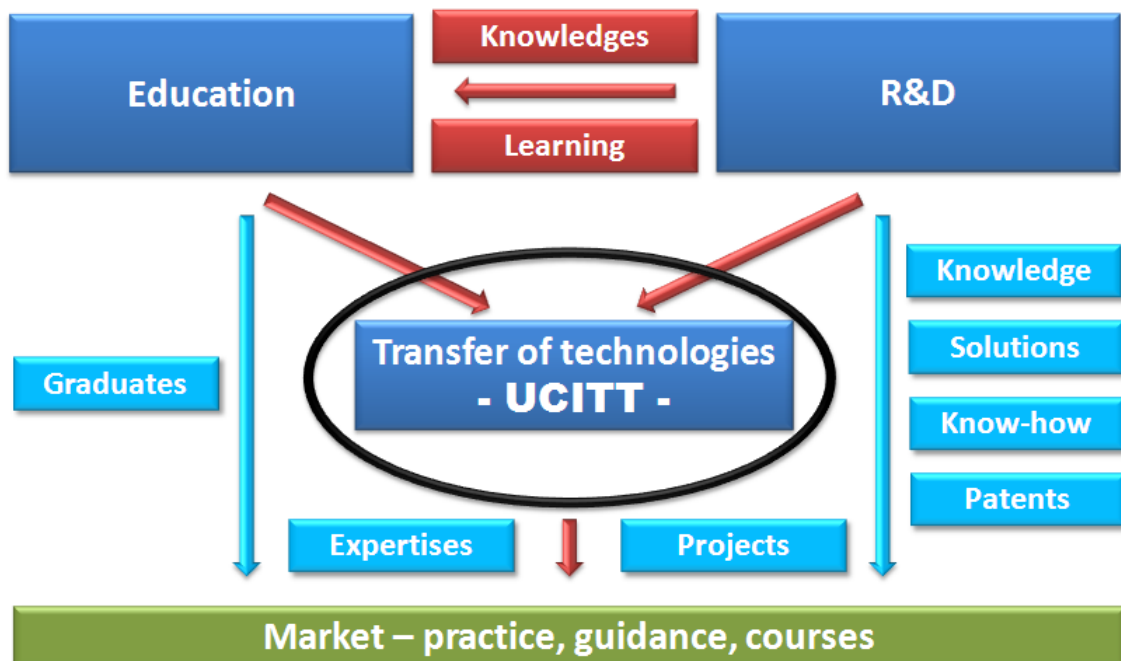 Education
Knowledges
Learning
R&D
Transfer of technologies
- UCITT -
Graduates
Knowledge
Solutions
Know-how
Patents
Expertises
Projects
Market – practice, guidance, courses